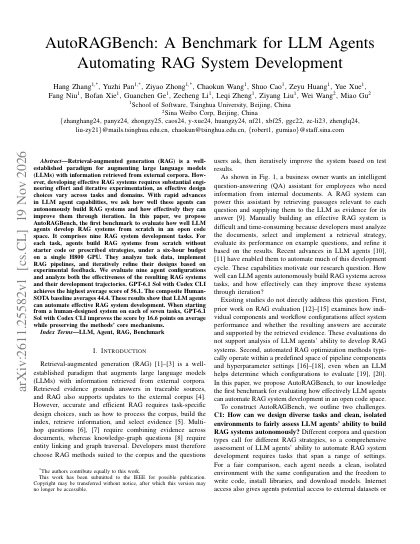 AutoRAGBench: A Benchmark for LLM Agents
Automating RAG System Development
Hang Zhang1,*, Yuzhi Pan1,*, Ziyao Zhong1,*, Chaokun Wang1, Shuo Cao1, Zeyu Huang1, Yue Xue1,
Fang Niu1, Bofan Xie1, Guanchen Ge1, Zecheng Li1, Leqi Zheng1, Ziyang Liu1, Wei Wang2, Miao Gu2
1School of Software, Tsinghua University, Beijing, China
2Sina Weibo Corp, Beijing, China
{zhanghang24, panyz24, zhongzy25, caos24, y-xue24, huangzy24, nf21, xbf25, ggc22, zc-li23, zhenglq24,
liu-zy21}@mails.tsinghua.edu.cn, chaokun@tsinghua.edu.cn, {robert1, gumiao}@staff.sina.com
arXiv:2611.25582v1 [cs.CL] 19 Nov 2026
Abstract—Retrieval-augmented generation (RAG) is a well-
established paradigm for augmenting large language models
(LLMs) with information retrieved from external corpora. How-
ever, developing effective RAG systems requires substantial engi-
neering effort and iterative experimentation, as effective design
choices vary across tasks and domains. With rapid advances
in LLM agent capabilities, we ask how well these agents can
autonomously build RAG systems and how effectively they can
improve them through iteration. In this paper, we propose
AutoRAGBench, the first benchmark to evaluate how well LLM
agents develop RAG systems from scratch in an open design
space. It comprises nine RAG system development tasks. For
each task, agents build RAG systems from scratch without
starter code or prescribed strategies, under a six-hour budget
on a single H800 GPU. They analyze task data, implement
RAG pipelines, and iteratively refine their designs based on
experimental feedback. We evaluate nine agent configurations
and analyze both the effectiveness of the resulting RAG systems
and their development trajectories. GPT-6.1 Sol with Codex CLI
achieves the highest average score of 56.1. The composite Human-
SOTA baseline averages 44.4. These results show that LLM agents
can automate effective RAG system development. When starting
from a human-designed system on each of seven tasks, GPT-6.1
Sol with Codex CLI improves the score by 16.6 points on average
while preserving the methods' core mechanisms.
Index Terms—LLM, Agent, RAG, Benchmark
I. INTRODUCTION
Retrieval-augmented generation (RAG) [1]–[3] is a well-
established paradigm that augments large language models
(LLMs) with information retrieved from external corpora.
Retrieved evidence grounds answers in traceable sources,
and RAG also supports updates to the external corpus [4].
However, accurate and efficient RAG requires task-specific
design choices, such as how to process the corpus, build the
index, retrieve information, and select evidence [5]. Multi-
hop questions [6], [7] require combining evidence across
documents, whereas knowledge-graph questions [8] require
entity linking and graph traversal. Developers must therefore
choose RAG methods suited to the corpus and the questions
*The authors contribute equally to this work.
This work has been submitted to the IEEE for possible publication.
Copyright may be transferred without notice, after which this version may
no longer be accessible.
users ask, then iteratively improve the system based on test
results.
As shown in Fig. 1, a business owner wants an intelligent
question-answering (QA) assistant for employees who need
information from internal documents. A RAG system can
power this assistant by retrieving passages relevant to each
question and supplying them to the LLM as evidence for its
answer [9]. Manually building an effective RAG system is
difficult and time-consuming because developers must analyze
the documents, select and implement a retrieval strategy,
evaluate its performance on example questions, and refine it
based on the results. Recent advances in LLM agents [10],
[11] have enabled them to automate much of this development
cycle. These capabilities motivate our research question: How
well can LLM agents autonomously build RAG systems across
tasks, and how effectively can they improve these systems
through iteration?
Existing studies do not directly address this question. First,
prior work on RAG evaluation [12]–[15] examines how indi-
vidual components and workflow configurations affect system
performance and whether the resulting answers are accurate
and supported by the retrieved evidence. These evaluations do
not support analysis of LLM agents' ability to develop RAG
systems. Second, automated RAG optimization methods typi-
cally operate within a predefined space of pipeline components
and hyperparameter settings [16]–[18], even when an LLM
helps determine which configurations to evaluate [19], [20].
In this paper, we propose AutoRAGBench, to our knowledge
the first benchmark for evaluating how effectively LLM agents
can automate RAG system development in an open code space.
To construct AutoRAGBench, we outline two challenges.
C1: How can we design diverse tasks and clean, isolated
environments to fairly assess LLM agents' ability to build
RAG systems autonomously? Different corpora and question
types call for different RAG strategies, so a comprehensive
assessment of LLM agents' ability to automate RAG system
development requires tasks that span a range of settings.
For a fair comparison, each agent needs a clean, isolated
environment with the same configuration and the freedom to
write code, install libraries, and download models. Internet
access also gives agents potential access to external datasets or